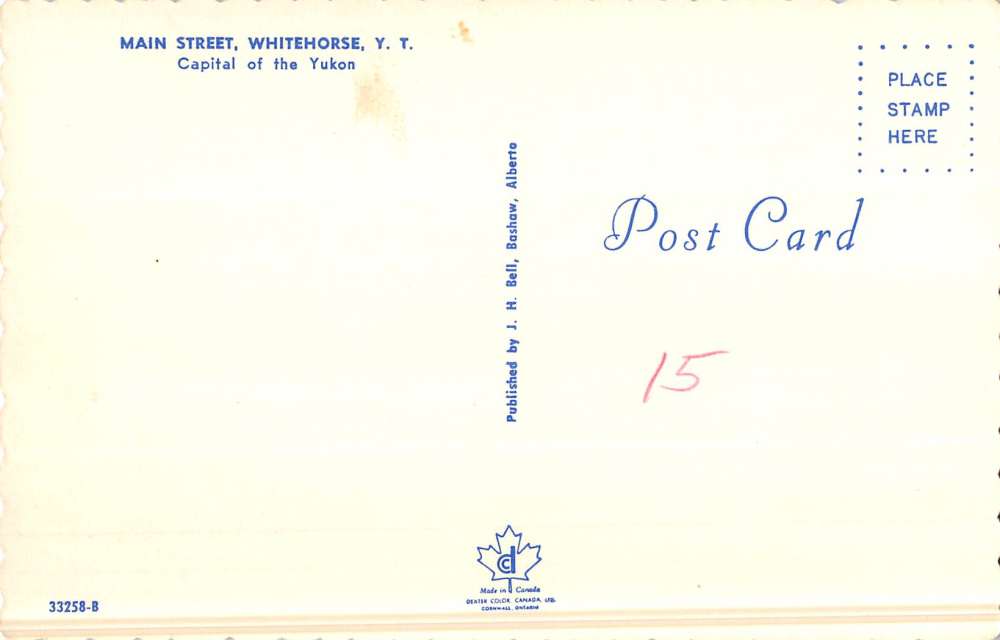 MAIN STREET, WHITEHORSE, Y. T.
Capital of the Yukon
PLACE
STAMP
HERE
Published by J. H. Bell, Bashaw, Alberta
Post Card
15
cd
Made in Canada
DEXTER COLOR CANADA, LTD.
CORNWALL, ONTARIO
33258-B